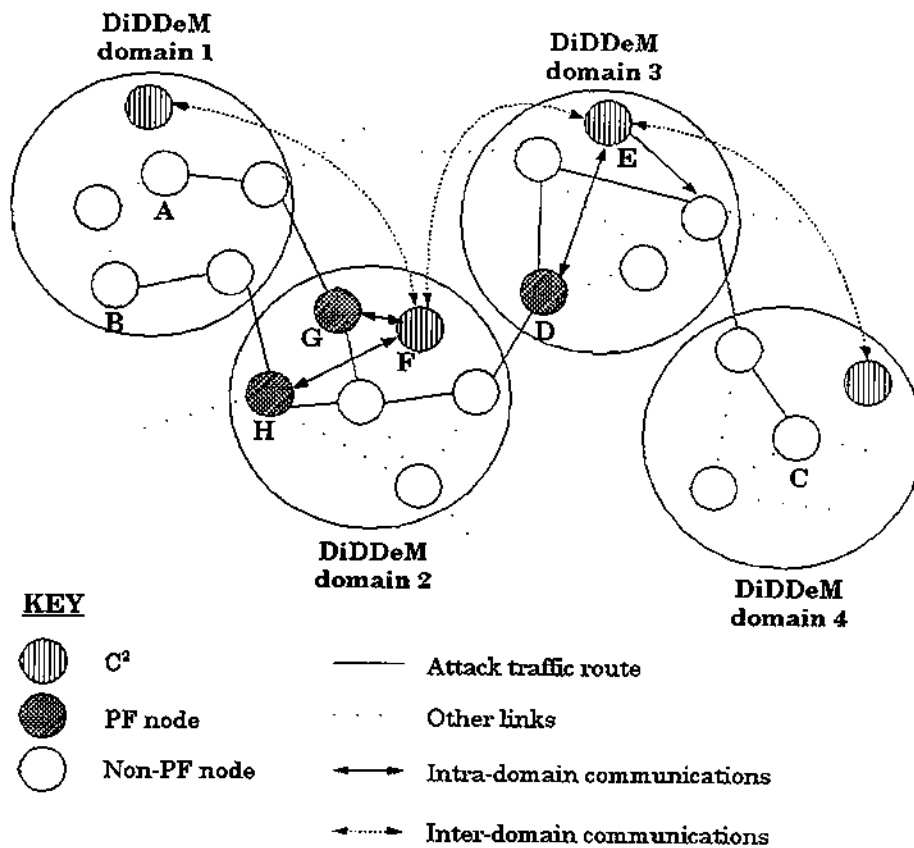 DiDDeM
domain 1
DiDDeM
domain 3
A
B
E
D
G
F
H
C
DiDDeM
domain 2
DiDDeM
domain 4
KEY
C²
PF node
Non-PF node
Attack traffic route
Other links
Intra-domain communications
Inter-domain communications